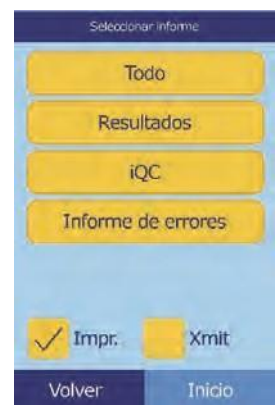 Seleccionar informe
Todo
Resultados
iQC
Informe de errores
Impr. Xmit
Volver Inicio